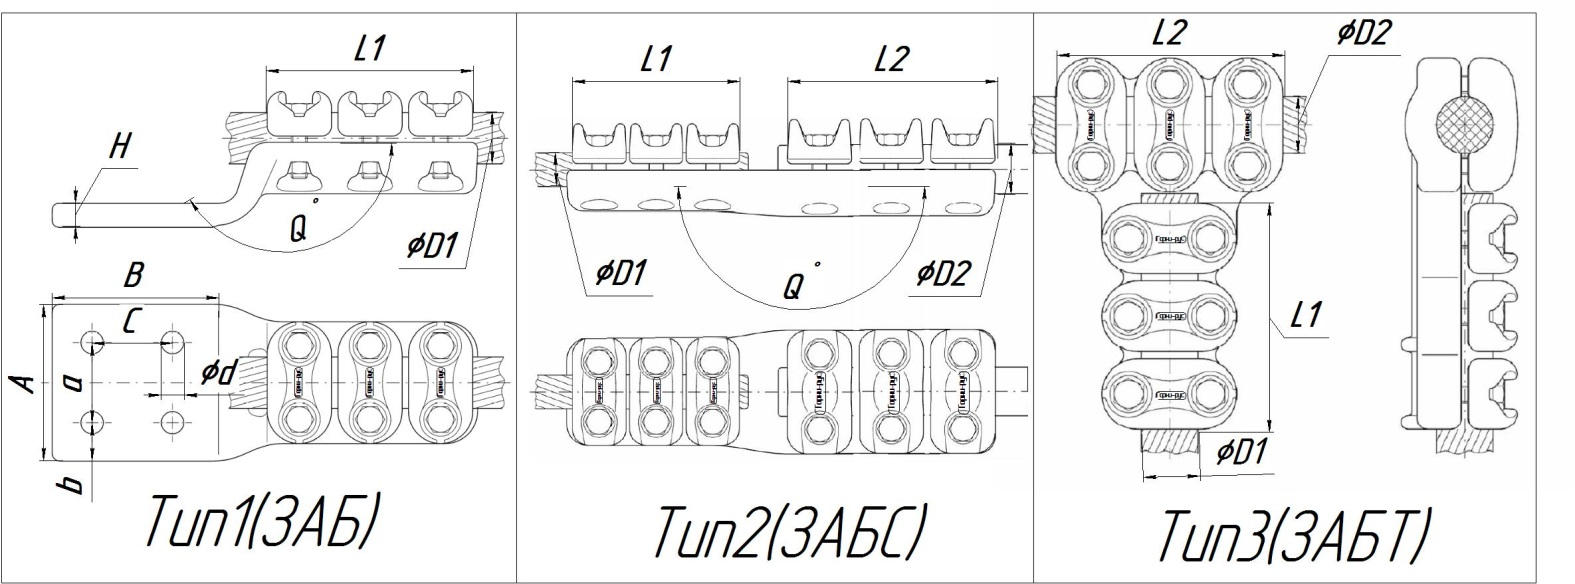 L1
H
Q°
ϕD1
B
C
A
a
ϕd
b
Тип1(ЗАБ)
L1
L2
ϕD1
Q°
ϕD2
Тип2(ЗАБС)
L2
ϕD2
L1
ϕD1
Тип3(ЗАБТ)